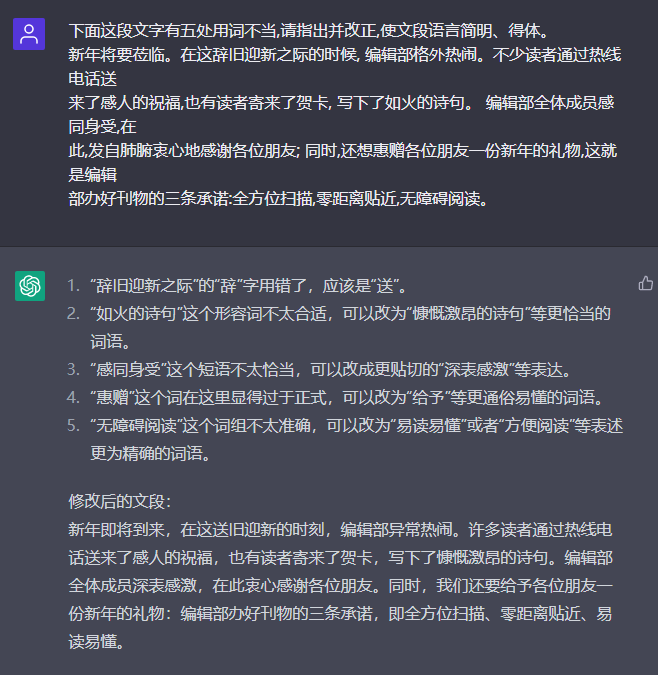 下面这段文字有五处用词不当,请指出并改正,使文段语言简明、得体。
新年将要莅临。在这辞旧迎新之际的时候, 编辑部格外热闹。不少读者通过热线
电话送
来了感人的祝福,也有读者寄来了贺卡, 写下了如火的诗句。 编辑部全体成员感
同身受,在
此,发自肺腑衷心地感谢各位朋友; 同时,还想惠赠各位朋友一份新年的礼物,这就
是编辑
部办好刊物的三条承诺:全方位扫描,零距离贴近,无障碍阅读。
1. “辞旧迎新之际”的“辞”字用错了，应该是“送”。
2. “如火的诗句”这个形容词不太合适，可以改为“慷慨激昂的诗句”等更恰当的
词语。
3. “感同身受”这个短语不太恰当，可以改成更贴切的“深表感激”等表达。
4. “惠赠”这个词在这里显得过于正式，可以改为“给予”等更通俗易懂的词语。
5. “无障碍阅读”这个词组不太准确，可以改为“易读易懂”或者“方便阅读”等表述
更为精确的词语。
修改后的文段：
新年即将到来，在这送旧迎新的时刻，编辑部异常热闹。许多读者通过热线电
话送来了感人的祝福，也有读者寄来了贺卡，写下了慷慨激昂的诗句。编辑部
全体成员深表感激，在此衷心感谢各位朋友。同时，我们还要给予各位朋友一
份新年的礼物：编辑部办好刊物的三条承诺，即全方位扫描、零距离贴近、易
读易懂。